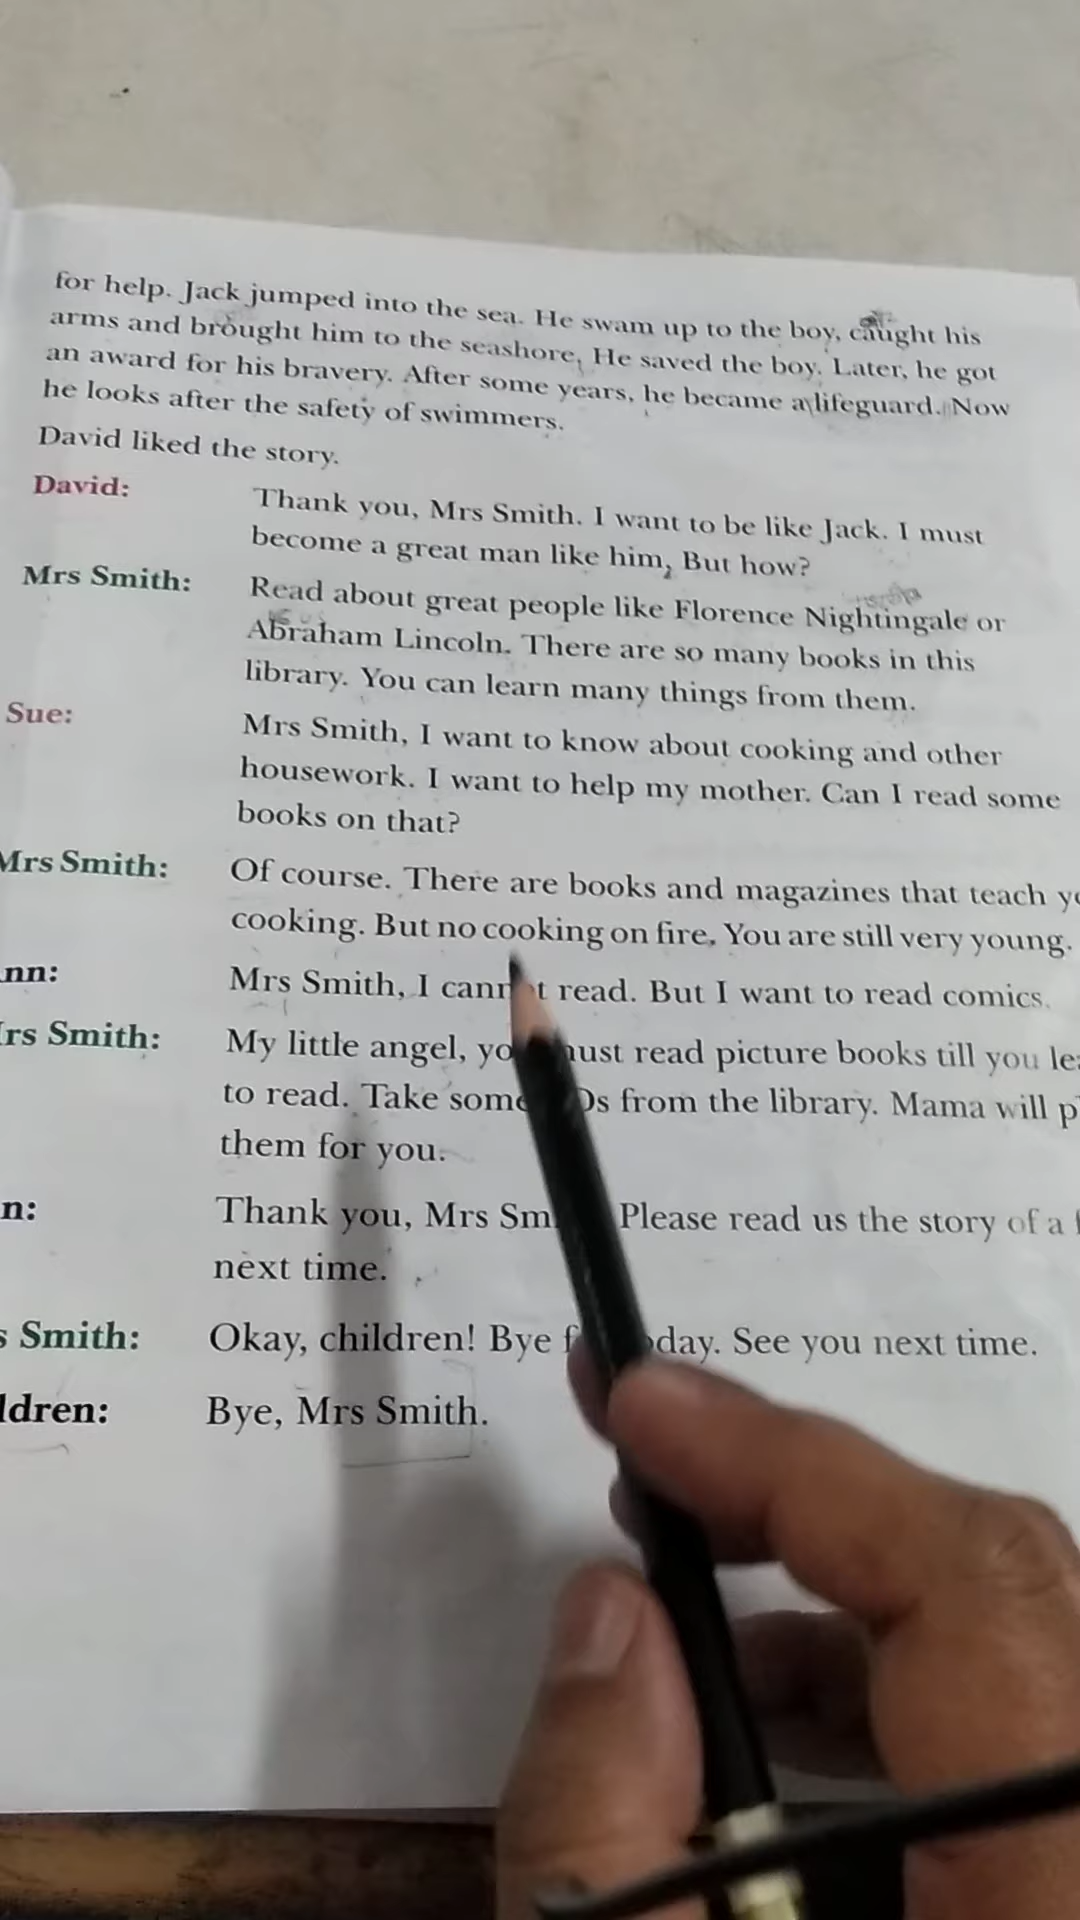 for help. Jack jumped into the sea. He swam up to the boy, caught his
arms and brought him to the seashore. He saved the boy. Later, he got
an award for his bravery. After some years, he became a lifeguard. Now
he looks after the safety of swimmers.
David liked the story.
David: Thank you, Mrs Smith. I want to be like Jack. I must
become a great man like him. But how?
Mrs Smith: Read about great people like Florence Nightingale or
Abraham Lincoln. There are so many books in this
library. You can learn many things from them.
Sue: Mrs Smith, I want to know about cooking and other
housework. I want to help my mother. Can I read some
books on that?
Mrs Smith: Of course. There are books and magazines that teach
cooking. But no cooking on fire. You are still very young.
nn: Mrs Smith, I cannot read. But I want to read comics.
rs Smith: My little angel, you must read picture books till you
to read. Take some from the library. Mama will
them for you.
n: Thank you, Mrs Please read us the story of a
next time.
s Smith: Okay, children! Bye See you next time.
ldren: Bye, Mrs Smith.